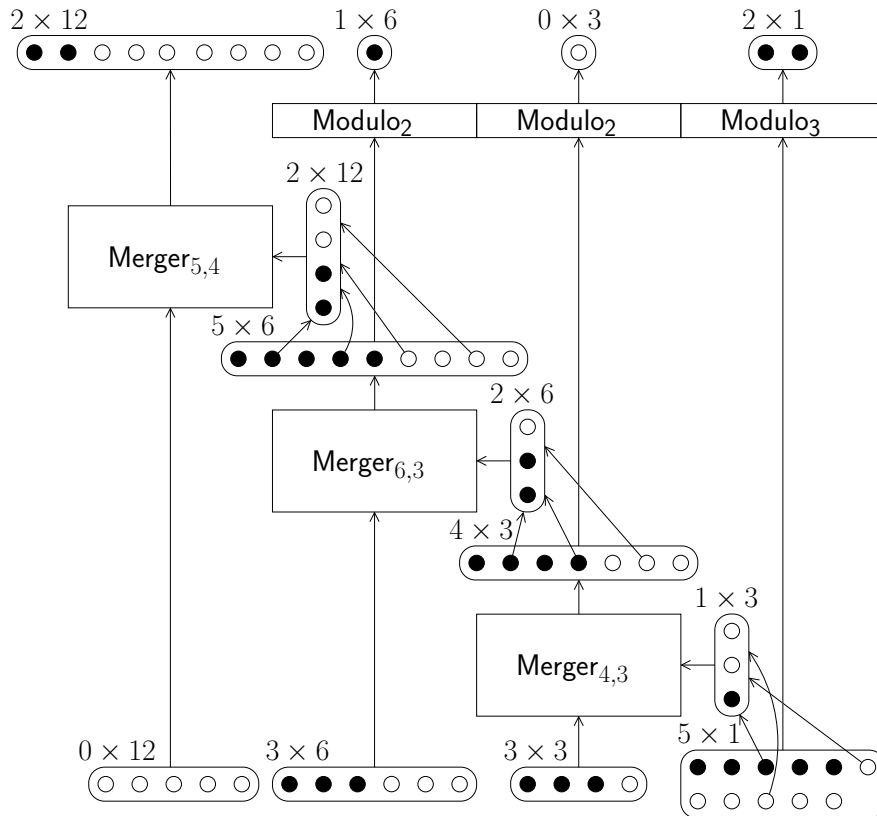 2 × 12
1 × 6
0 × 3
2 × 1
Modulo₂
Modulo₂
Modulo₃
2 × 12
Merger₅,₄
5 × 6
2 × 6
Merger₆,₃
4 × 3
1 × 3
Merger₄,₃
5 × 1
0 × 12
3 × 6
3 × 3